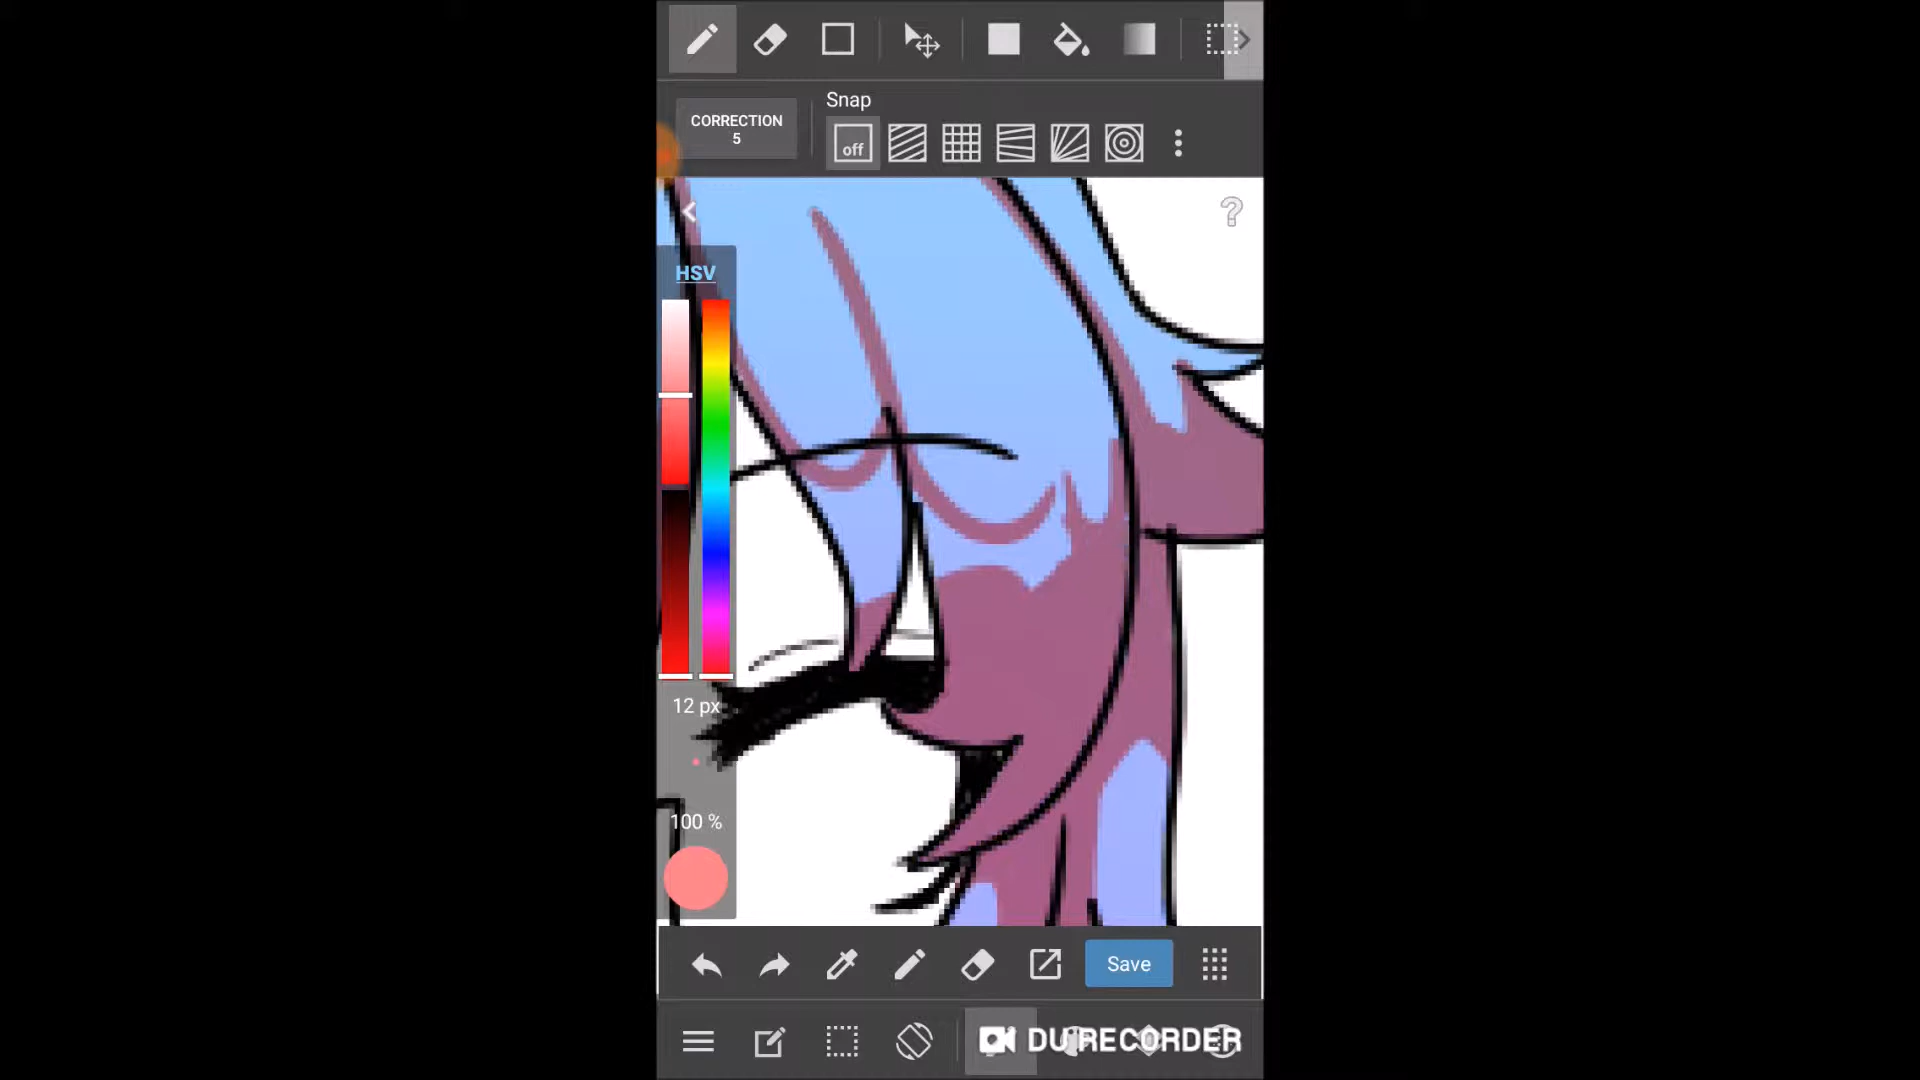 CORRECTION
5
Snap
off
HSV
12 px
100 %
Save
DU RECORDER